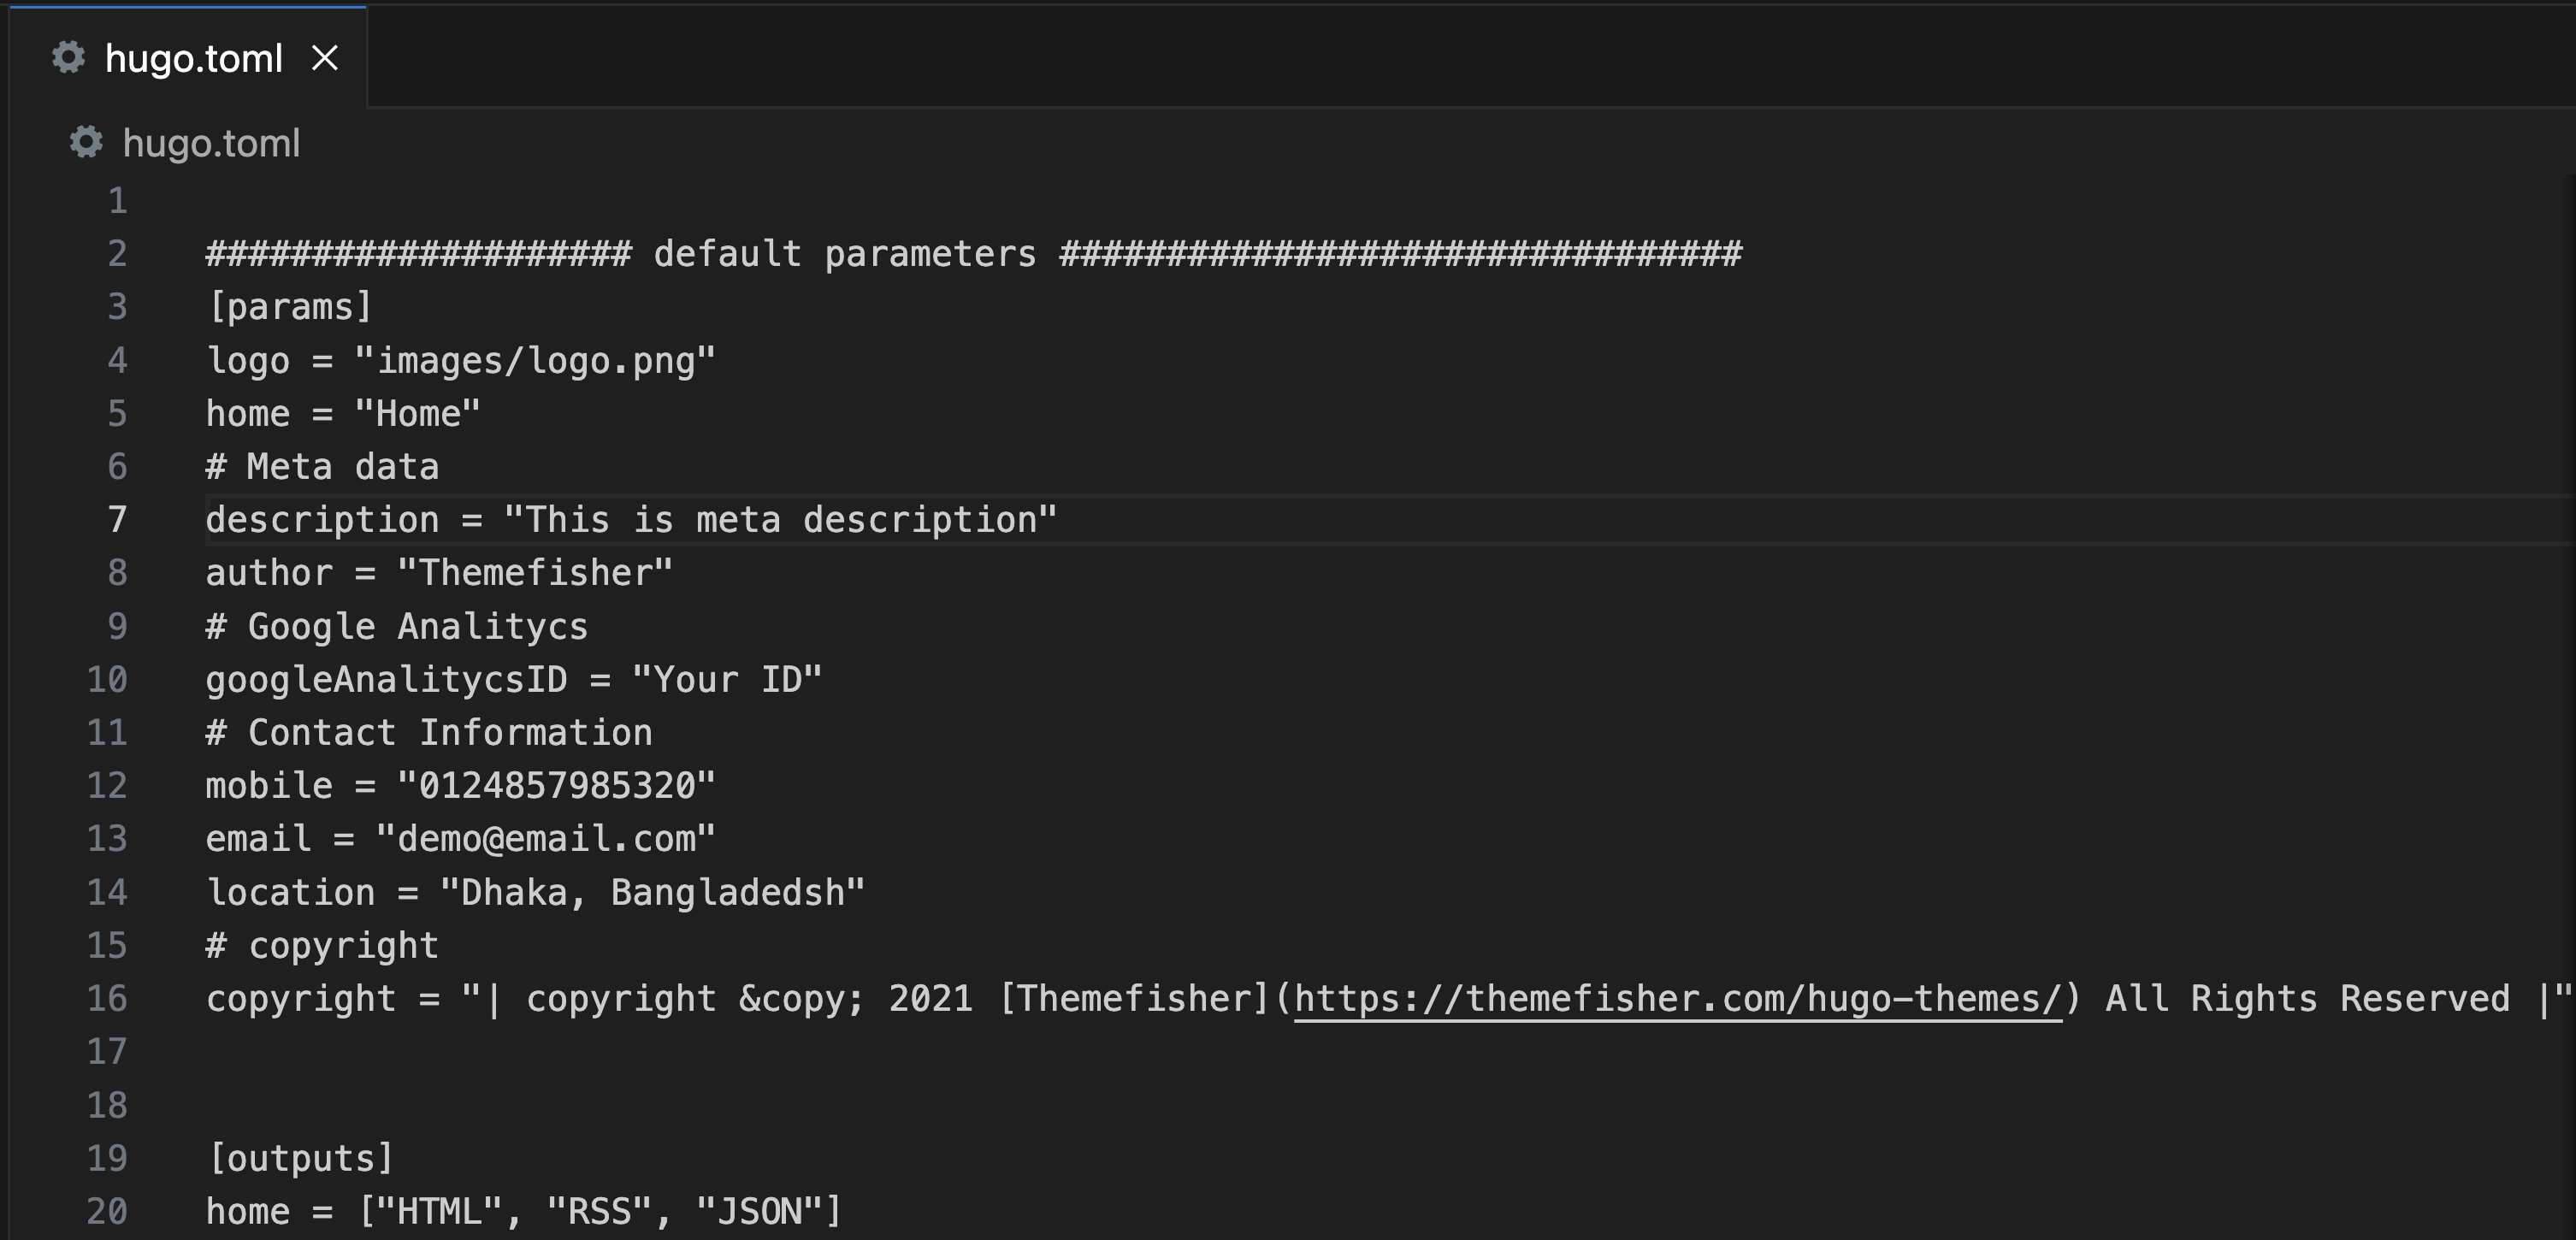 hugo.toml
hugo.toml
1
2 #################### default parameters ################################
3 [params]
4 logo = "images/logo.png"
5 home = "Home"
6 # Meta data
7 description = "This is meta description"
8 author = "Themefisher"
9 # Google Analitycs
10 googleAnalitycsID = "Your ID"
11 # Contact Information
12 mobile = "0124857985320"
13 email = "demo@email.com"
14 location = "Dhaka, Bangladedsh"
15 # copyright
16 copyright = "| copyright &copy; 2021 [Themefisher](https://themefisher.com/hugo-themes/) All Rights Reserved |"
17
18
19 [outputs]
20 home = ["HTML", "RSS", "JSON"]